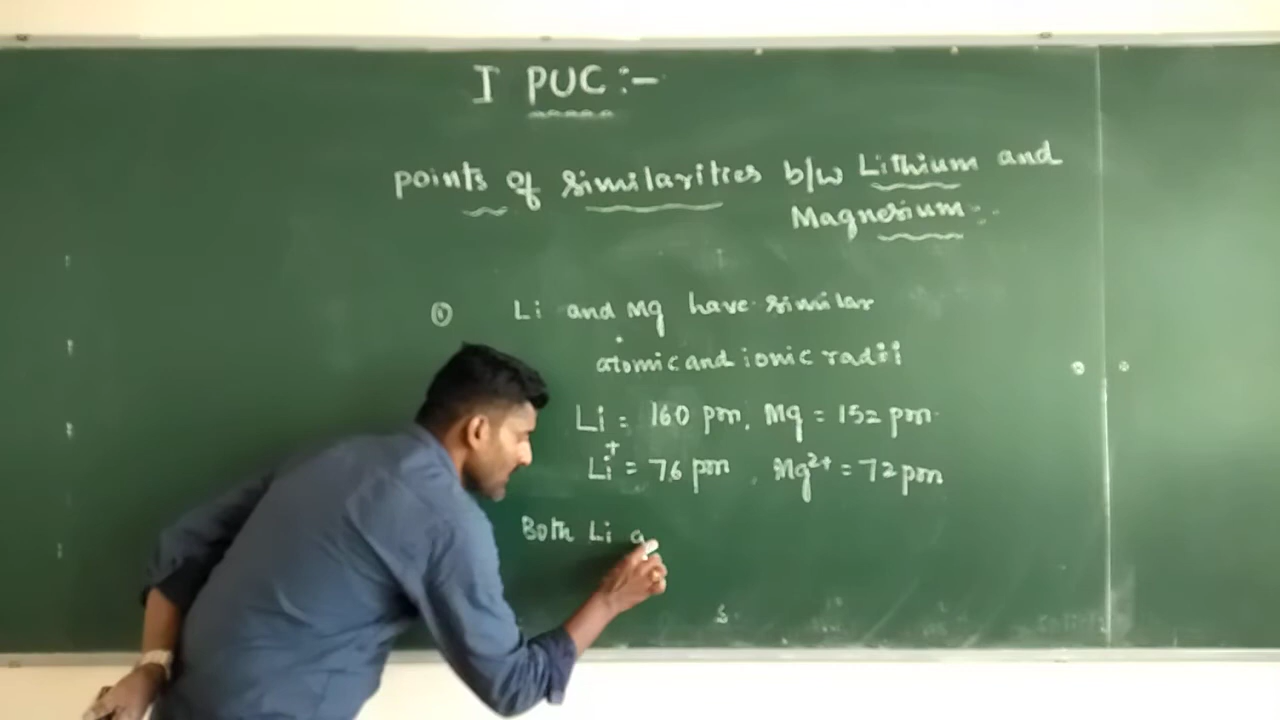 I PUC:-
points of similarities b/w Lithium and
Magnesium:-
① Li and Mg have similar
atomic and ionic radii
Li = 160 pm, Mg = 152 pm.
Li⁺ = 76 pm, Mg²⁺ = 72 pm
Both Li a